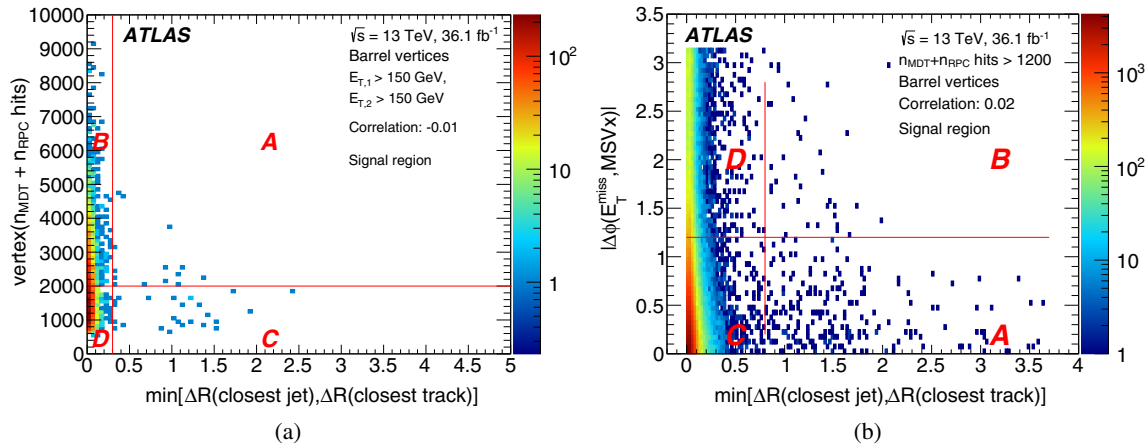 ATLAS
√s = 13 TeV, 36.1 fb⁻¹
Barrel vertices
E_T,1 > 150 GeV,
E_T,2 > 150 GeV
Correlation: -0.01
Signal region
B
A
D
C
vertex(n_MDT + n_RPC hits)
10000
9000
8000
7000
6000
5000
4000
3000
2000
1000
0
0 0.5 1 1.5 2 2.5 3 3.5 4 4.5 5
min[ΔR(closest jet),ΔR(closest track)]
10²
10
1
(a)
ATLAS
√s = 13 TeV, 36.1 fb⁻¹
n_MDT+n_RPC hits > 1200
Barrel vertices
Correlation: 0.02
Signal region
D
B
C
A
|Δϕ(E_T^miss,MSVx)|
3.5
3
2.5
2
1.5
1
0.5
0
0 0.5 1 1.5 2 2.5 3 3.5 4
min[ΔR(closest jet),ΔR(closest track)]
10³
10²
10
1
(b)